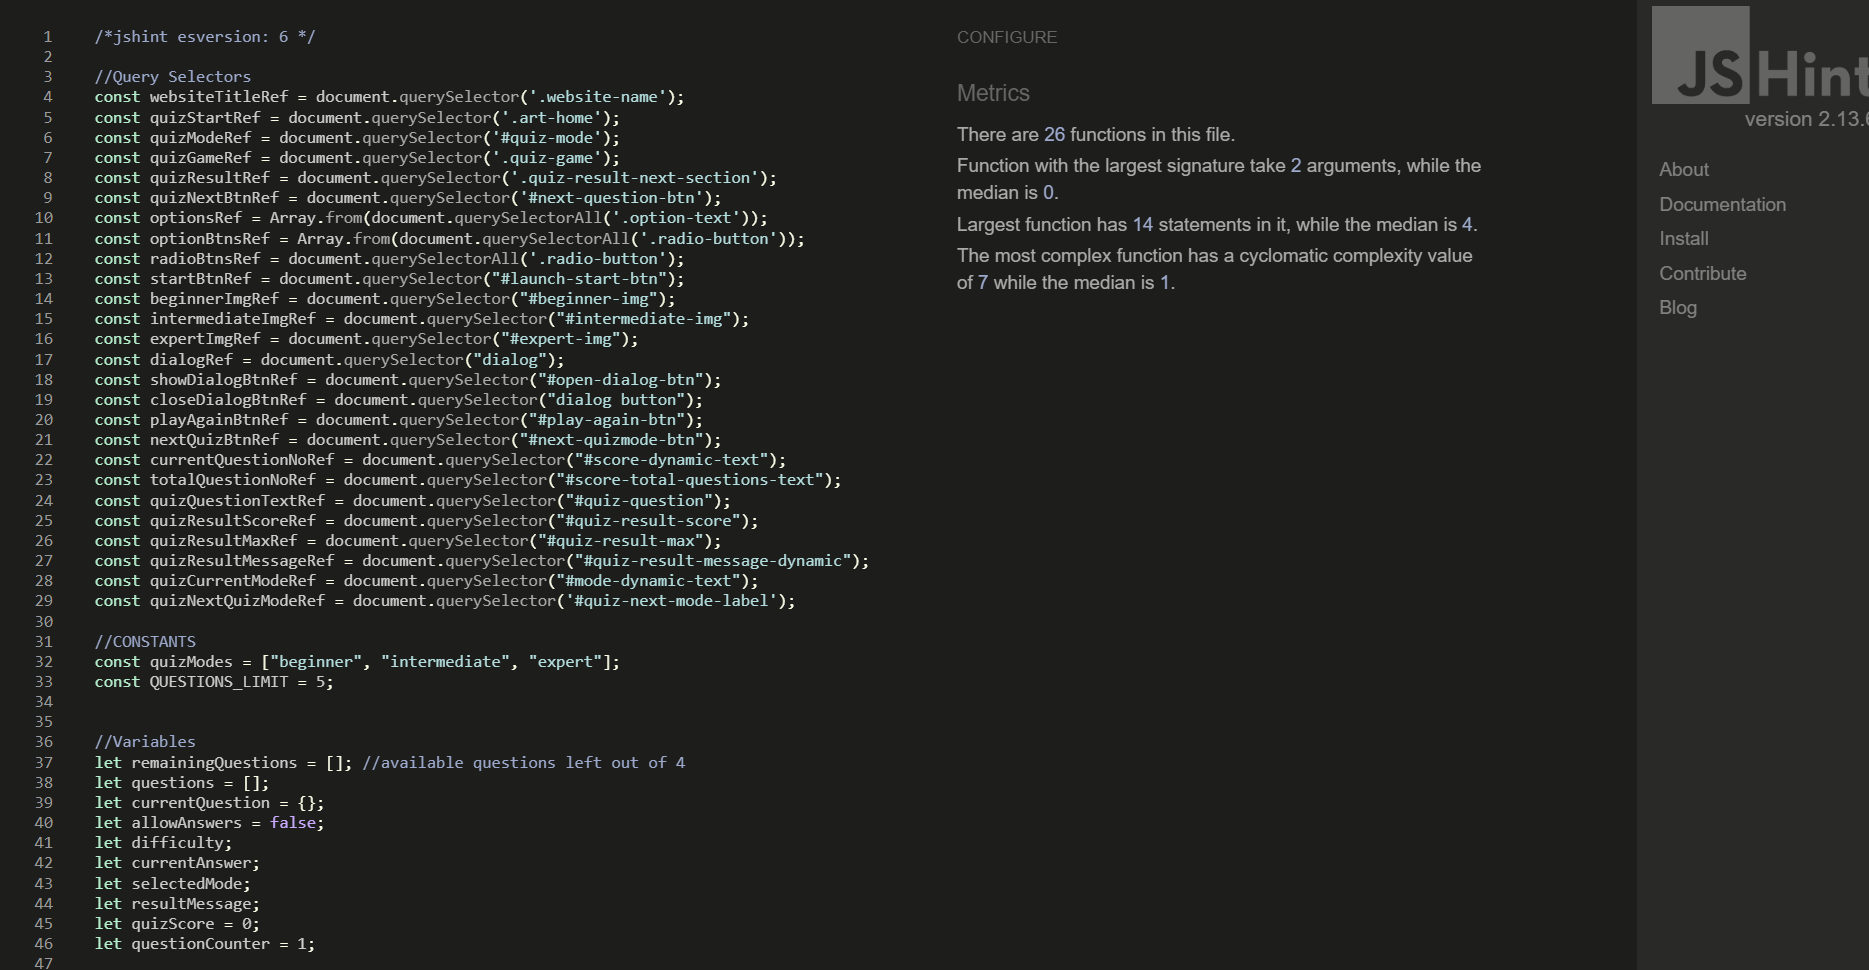 1 /*jshint esversion: 6 */
2
3 //Query Selectors
4 const websiteTitleRef = document.querySelector('.website-name');
5 const quizStartRef = document.querySelector('.art-home');
6 const quizModeRef = document.querySelector('#quiz-mode');
7 const quizGameRef = document.querySelector('.quiz-game');
8 const quizResultRef = document.querySelector('.quiz-result-next-section');
9 const quizNextBtnRef = document.querySelector('#next-question-btn');
10 const optionsRef = Array.from(document.querySelectorAll('.option-text'));
11 const optionBtnsRef = Array.from(document.querySelectorAll('.radio-button'));
12 const radioBtnsRef = document.querySelectorAll('.radio-button');
13 const startBtnRef = document.querySelector("#launch-start-btn");
14 const beginnerImgRef = document.querySelector("#beginner-img");
15 const intermediateImgRef = document.querySelector("#intermediate-img");
16 const expertImgRef = document.querySelector("#expert-img");
17 const dialogRef = document.querySelector("dialog");
18 const showDialogBtnRef = document.querySelector("#open-dialog-btn");
19 const closeDialogBtnRef = document.querySelector("dialog button");
20 const playAgainBtnRef = document.querySelector("#play-again-btn");
21 const nextQuizBtnRef = document.querySelector("#next-quizmode-btn");
22 const currentQuestionNoRef = document.querySelector("#score-dynamic-text");
23 const totalQuestionNoRef = document.querySelector("#score-total-questions-text");
24 const quizQuestionTextRef = document.querySelector("#quiz-question");
25 const quizResultScoreRef = document.querySelector("#quiz-result-score");
26 const quizResultMaxRef = document.querySelector("#quiz-result-max");
27 const quizResultMessageRef = document.querySelector("#quiz-result-message-dynamic");
28 const quizCurrentModeRef = document.querySelector("#mode-dynamic-text");
29 const quizNextQuizModeRef = document.querySelector('#quiz-next-mode-label');
30
31 //CONSTANTS
32 const quizModes = ["beginner", "intermediate", "expert"];
33 const QUESTIONS_LIMIT = 5;
34
35
36 //Variables
37 let remainingQuestions = []; //available questions left out of 4
38 let questions = [];
39 let currentQuestion = {};
40 let allowAnswers = false;
41 let difficulty;
42 let currentAnswer;
43 let selectedMode;
44 let resultMessage;
45 let quizScore = 0;
46 let questionCounter = 1;
47
CONFIGURE
Metrics
There are 26 functions in this file.
Function with the largest signature take 2 arguments, while the
median is 0.
Largest function has 14 statements in it, while the median is 4.
The most complex function has a cyclomatic complexity value
of 7 while the median is 1.
JSHint
version 2.13.6
About
Documentation
Install
Contribute
Blog